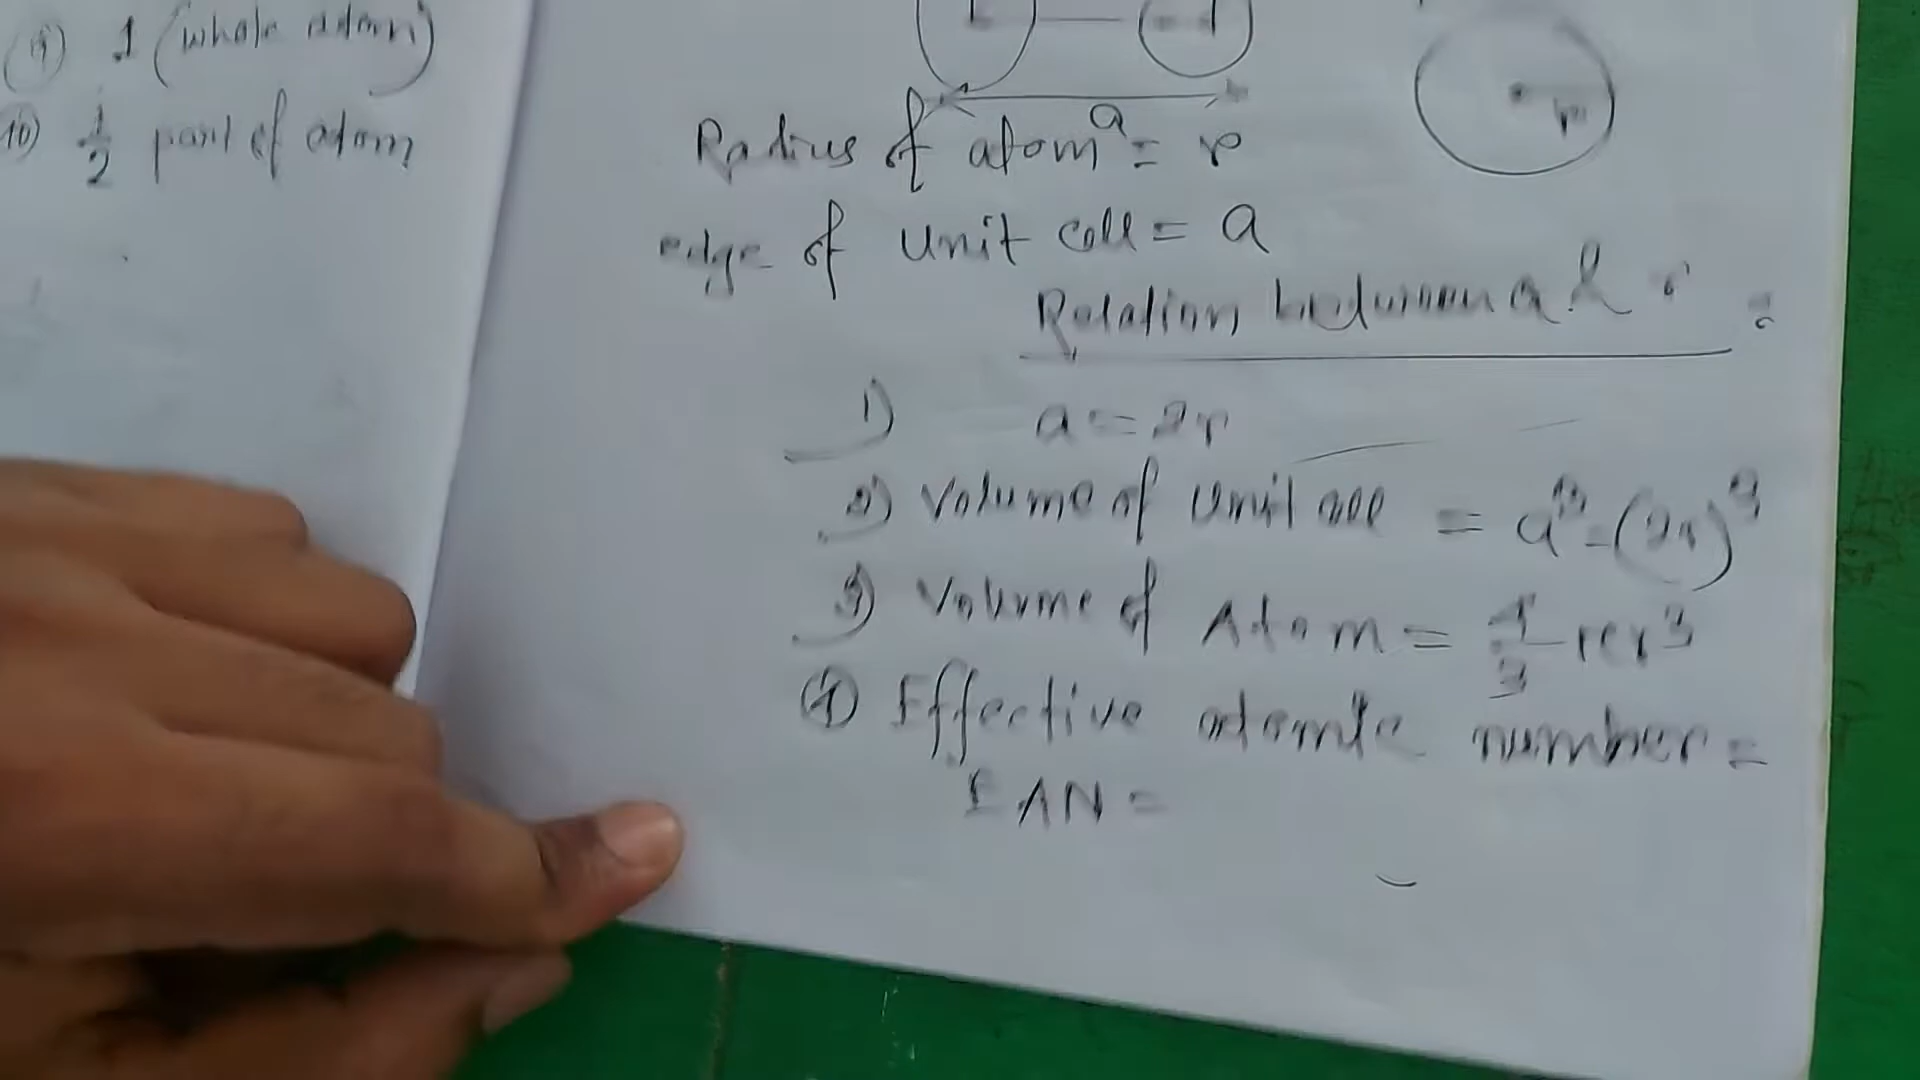 (9) 1 (whole atom)
10) 1/2 part of atom
a
Radius of atom = r
r
edge of unit cell = a
Relation between a & r :
1) a = 2r
2) Volume of Unit cell = a³ = (2r)³
3) Volume of Atom = 4/3 πr³
(4) Effective atomic number =
EAN =